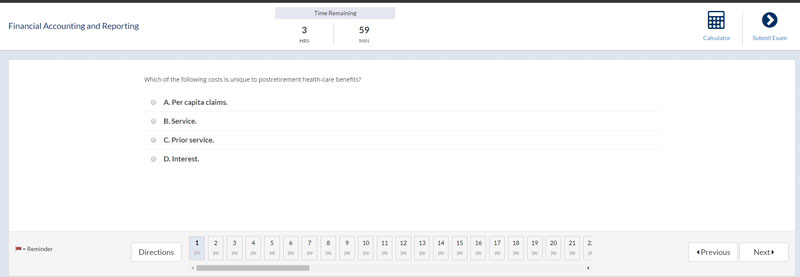 Time Remaining
Financial Accounting and Reporting
3
HRS
59
MIN
Calculator
Submit Exam
Which of the following costs is unique to postretirement health-care benefits?
A. Per capita claims.
B. Service.
C. Prior service.
D. Interest.
= Reminder
Directions
1 2 3 4 5 6 7 8 9 10 11 12 13 14 15 16 17 18 19 20 21
Previous
Next